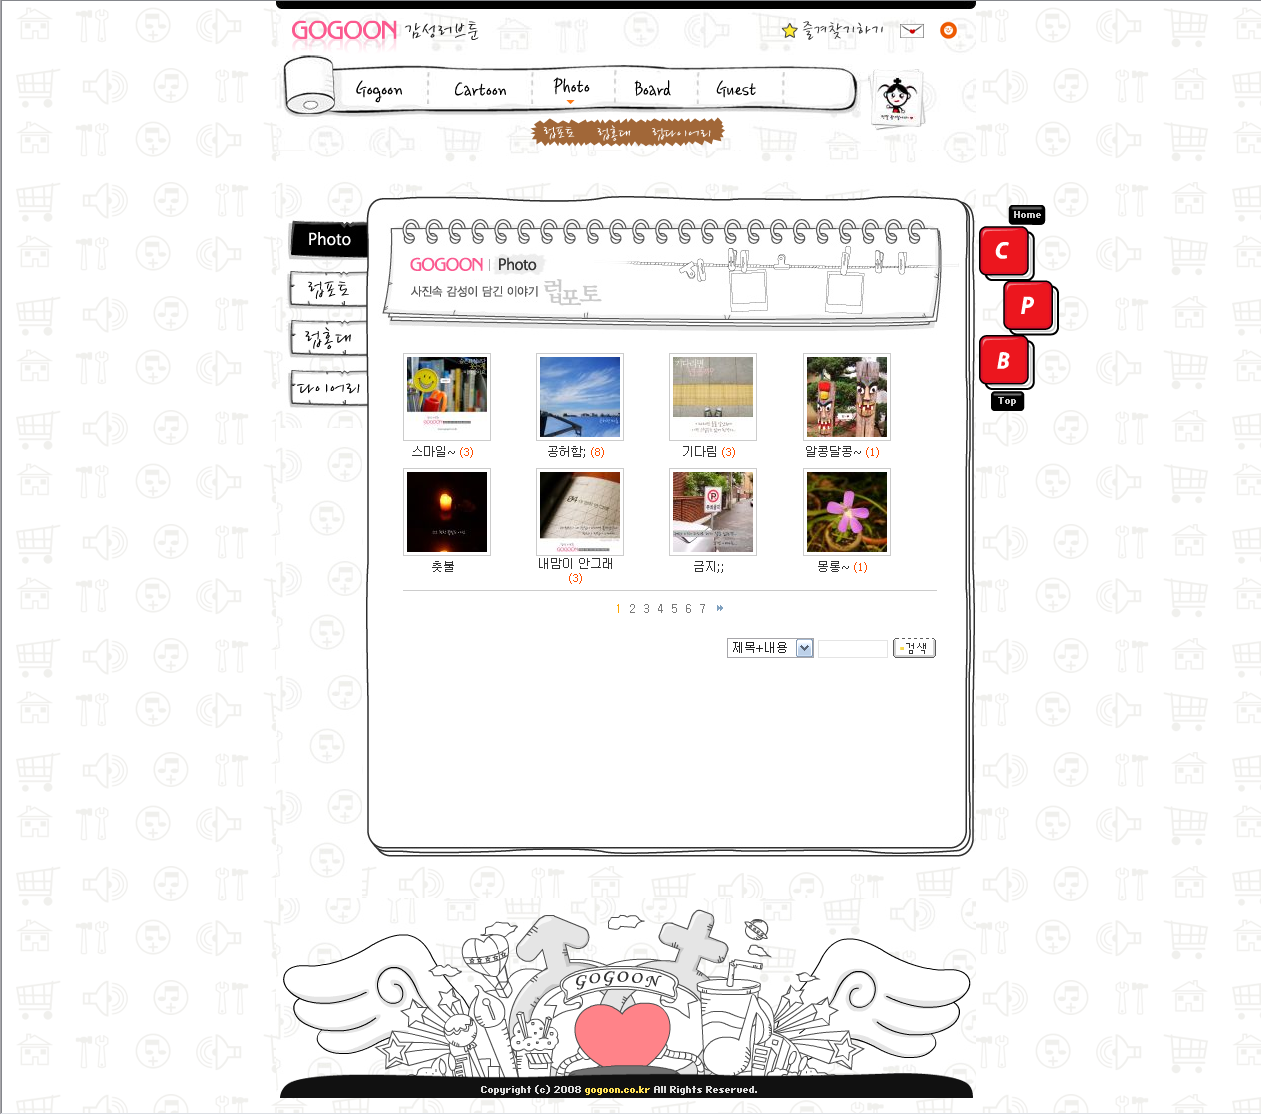 GOGOON 감성러브툰
즐겨찾기하기
Gogoon Cartoon Photo Board Guest
럽포토 럽홍대 럽다이어리
Photo
럽포토
럽홍대
다이어리
Home
C
P
B
Top
GOGOON | Photo
사진속 감성이 담긴 이야기 럽포토
스마일~ (3)
공허함; (8)
기다림 (3)
알콩달콩~ (1)
GOGOON
GOGOON
촛불
내맘이 안그래 (3)
금지;;
몽롱~ (1)
1 2 3 4 5 6 7
제목+내용
검색
GOGOON
Copyright (c) 2008 gogoon.co.kr All Rights Reserved.